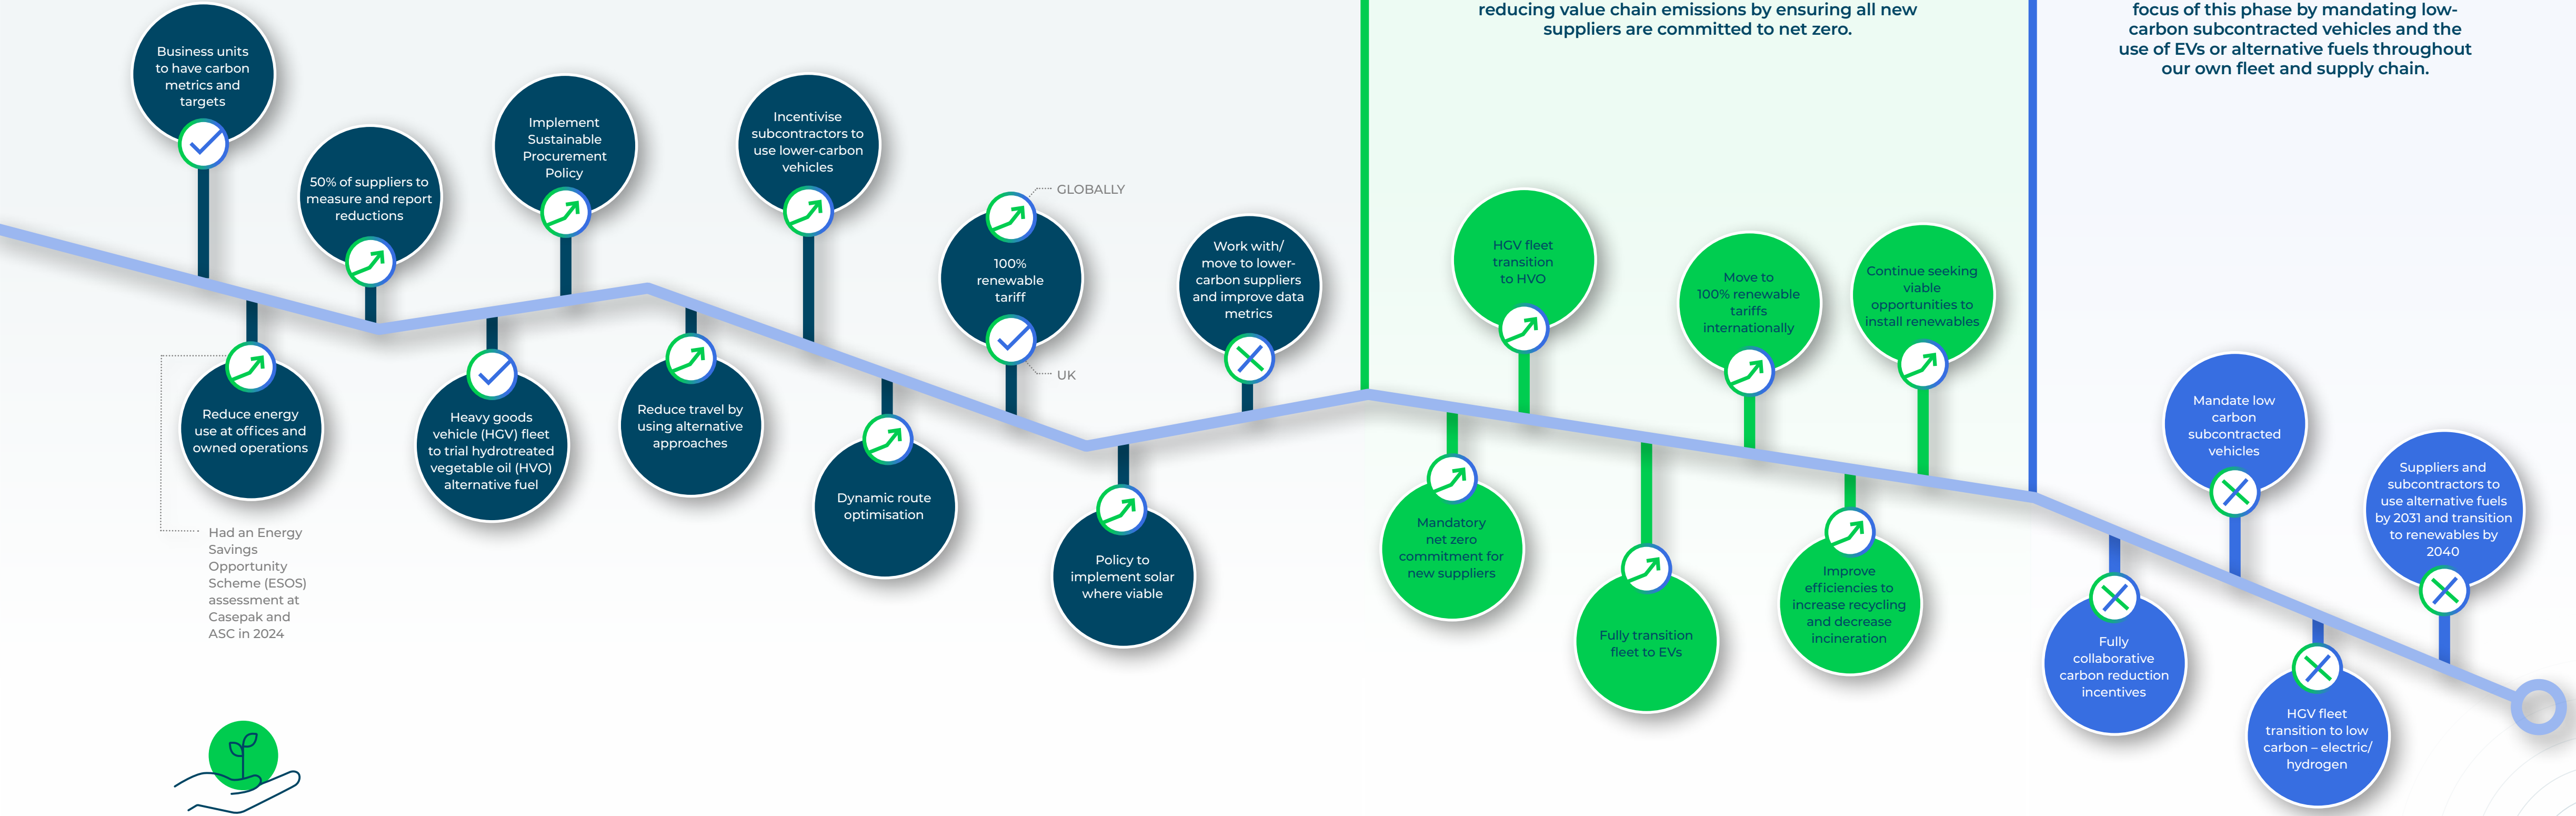 reducing value chain emissions by ensuring all new
suppliers are committed to net zero.
focus of this phase by mandating low-
carbon subcontracted vehicles and the
use of EVs or alternative fuels throughout
our own fleet and supply chain.
Business units
to have carbon
metrics and
targets
50% of suppliers to
measure and report
reductions
Implement
Sustainable
Procurement
Policy
Incentivise
subcontractors to
use lower-carbon
vehicles
GLOBALLY
100%
renewable
tariff
UK
Work with/
move to lower-
carbon suppliers
and improve data
metrics
Reduce energy
use at offices and
owned operations
Had an Energy
Savings
Opportunity
Scheme (ESOS)
assessment at
Casepak and
ASC in 2024
Heavy goods
vehicle (HGV) fleet
to trial hydrotreated
vegetable oil (HVO)
alternative fuel
Reduce travel by
using alternative
approaches
Dynamic route
optimisation
Policy to
implement solar
where viable
HGV fleet
transition
to HVO
Move to
100% renewable
tariffs
internationally
Continue seeking
viable
opportunities to
install renewables
Mandatory
net zero
commitment for
new suppliers
Fully transition
fleet to EVs
Improve
efficiencies to
increase recycling
and decrease
incineration
Mandate low
carbon
subcontracted
vehicles
Suppliers and
subcontractors to
use alternative fuels
by 2031 and transition
to renewables by
2040
Fully
collaborative
carbon reduction
incentives
HGV fleet
transition to low
carbon – electric/
hydrogen